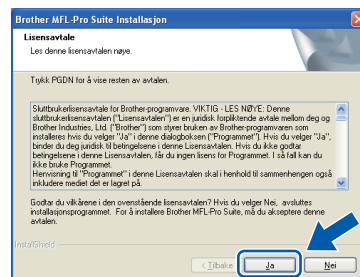 Brother MFL-Pro Suite Installasjon
Lisensavtale
Les denne lisensavtalen nøye.
Trykk PGDN for å vise resten av avtalen.
Sluttbrukerlisensavtale for Brother-programvare. VIKTIG - LES NØYE: Denne
sluttbrukerlisensavtalen ("Lisensavtalen") er en juridisk forpliktende avtale mellom deg og
Brother Industries, Ltd. ("Brother") som styrer bruken av Brother-programvaren som
installeres hvis du velger "Ja" i denne dialogboksen ("Programmet"). Hvis du velger "Ja",
binder du deg juridisk til betingelsene i denne Lisensavtalen. Hvis du ikke godtar
betingelsene i denne Lisensavtalen, får du ingen lisens for Programmet. I så fall kan du
ikke bruke Programmet.
Henvisning til "Programmet" i denne Lisensavtalen skal i henhold til sammenhengen også
inkludere mediet det er lagret på.
Godtar du vilkårene i den ovenstående lisensavtalen? Hvis du velger Nei, avsluttes
installasjonsprogrammet. For å installere Brother MFL-Pro Suite, må du akseptere denne
avtalen.
InstallShield
< Tilbake
Ja
Nei